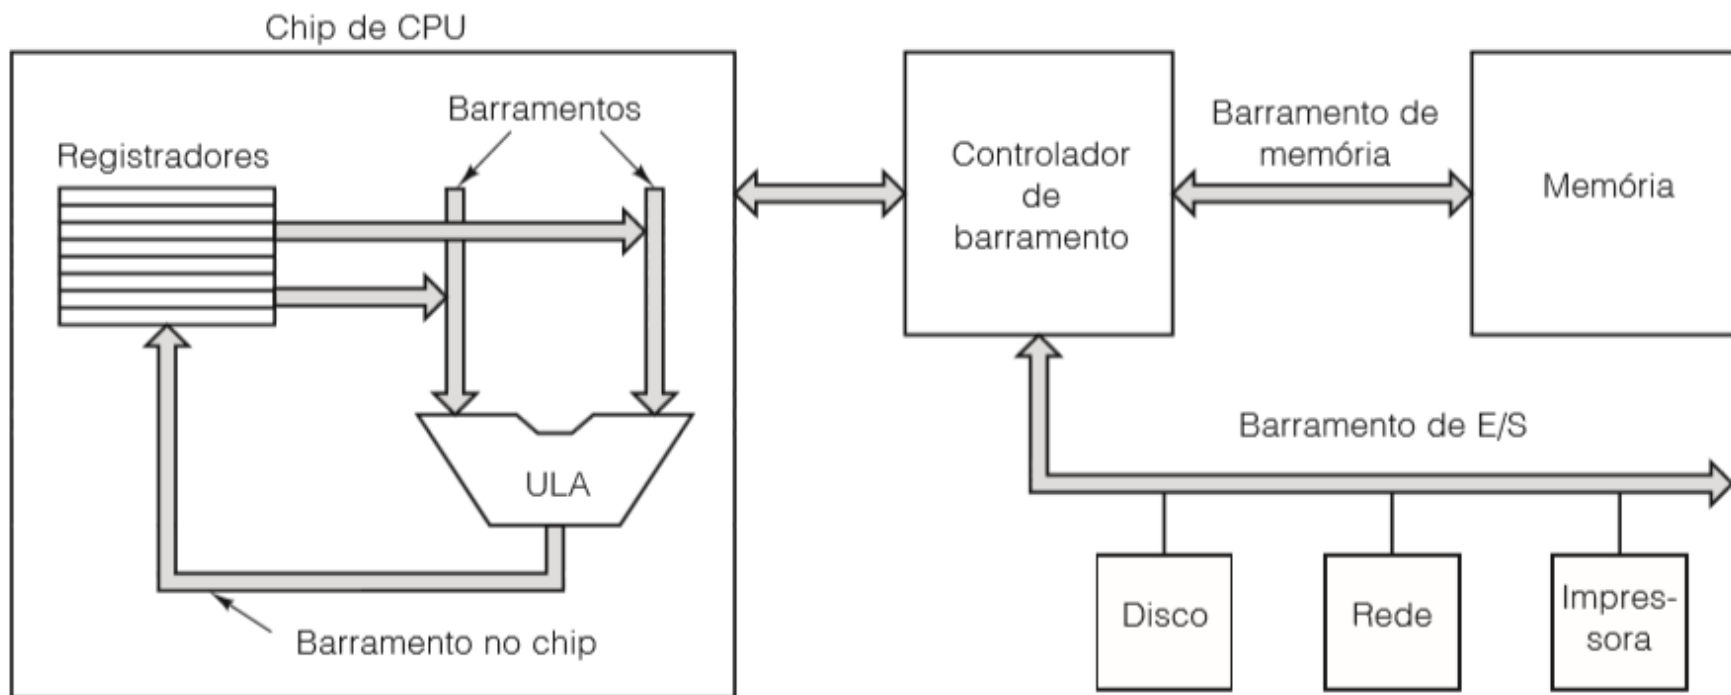 Chip de CPU
Barramentos
Registradores
ULA
Barramento no chip
Controlador
de
barramento
Barramento de
memória
Memória
Barramento de E/S
Disco
Rede
Impres-
sora